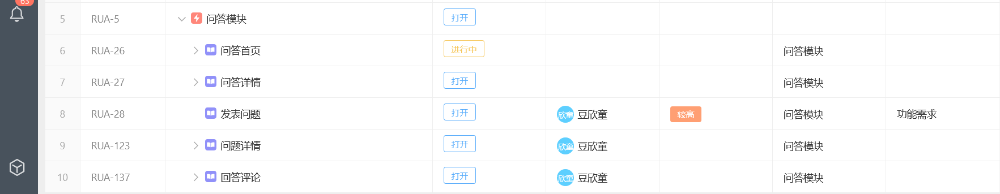 63
5 RUA-5 问答模块 打开
6 RUA-26 问答首页 进行中 问答模块
7 RUA-27 问答详情 打开 问答模块
8 RUA-28 发表问题 打开 欣童 豆欣童 较高 问答模块 功能需求
9 RUA-123 问题详情 打开 欣童 豆欣童 问答模块
10 RUA-137 回答评论 打开 欣童 豆欣童 问答模块